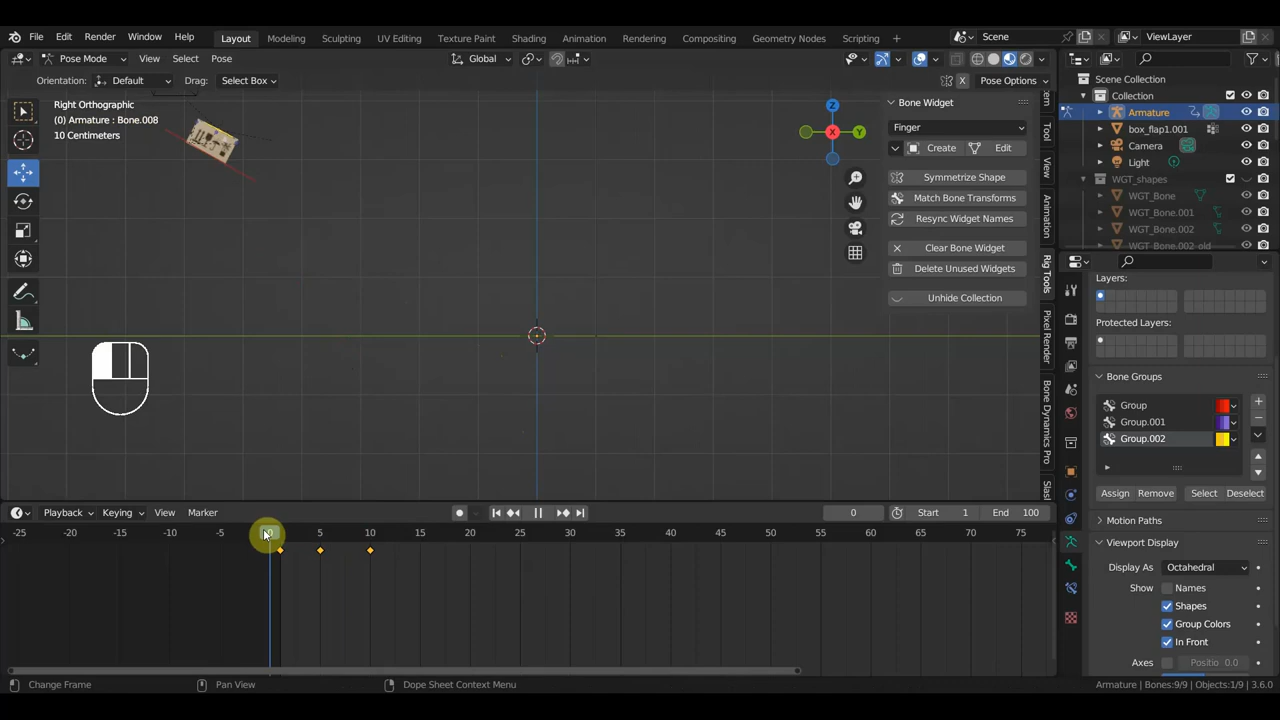 File Edit Render Window Help Layout Modeling Sculpting UV Editing Texture Paint Shading Animation Rendering Compositing Geometry Nodes Scripting + Scene ViewLayer
Pose Mode View Select Pose Global
Orientation: Default Drag: Select Box X Pose Options
Right Orthographic
(0) Armature : Bone.008
10 Centimeters
Z
X
Y
Tool
View
Animation
Rig Tools
Pixel Render
Bone Dynamics Pro
Bone Widget
Finger
Create Edit
Symmetrize Shape
Match Bone Transforms
Resync Widget Names
Clear Bone Widget
Delete Unused Widgets
Unhide Collection
Scene Collection
Collection
Armature
box_flap1.001
Camera
Light
WGT_shapes
WGT_Bone
WGT_Bone.001
WGT_Bone.002
WGT_Bone.002-old
Layers:
Protected Layers:
Bone Groups
Group
Group.001
Group.002
Assign Remove Select Deselect
Motion Paths
Viewport Display
Display As Octahedral
Show Names
Shapes
Group Colors
In Front
Axes Positio 0.0
Playback Keying View Marker 0 Start 1 End 100
-25 -20 -15 -10 -5 0 5 10 15 20 25 30 35 40 45 50 55 60 65 70 75
Change Frame Pan View Dope Sheet Context Menu Armature | Bones:9/9 | Objects:1/9 | 3.6.0